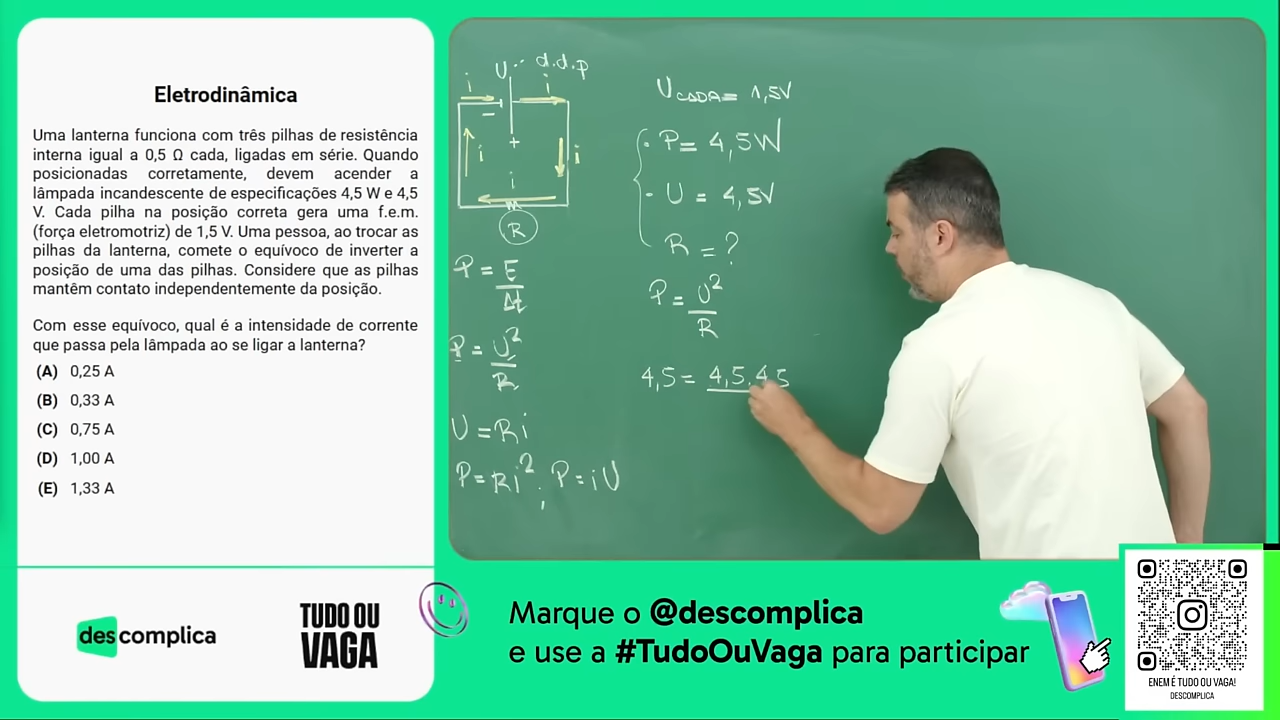 Eletrodinâmica
Uma lanterna funciona com três pilhas de resistência
interna igual a 0,5 Ω cada, ligadas em série. Quando
posicionadas corretamente, devem acender a
lâmpada incandescente de especificações 4,5 W e 4,5
V. Cada pilha na posição correta gera uma f.e.m.
(força eletromotriz) de 1,5 V. Uma pessoa, ao trocar as
pilhas da lanterna, comete o equívoco de inverter a
posição de uma das pilhas. Considere que as pilhas
mantêm contato independentemente da posição.
Com esse equívoco, qual é a intensidade de corrente
que passa pela lâmpada ao se ligar a lanterna?
(A) 0,25 A
(B) 0,33 A
(C) 0,75 A
(D) 1,00 A
(E) 1,33 A
U .. d.d.p
i i
- +
i i
i
R
P = E
Δt
P = U²
R
U = Ri
P = Ri² ; P = iU
U CADA = 1,5V
· P = 4,5W
· U = 4,5V
R = ?
P = U²
R
4,5 = 4,5.4,5
descomplica
TUDO OU
VAGA
Marque o @descomplica
e use a #TudoOuVaga para participar
ENEM É TUDO OU VAGA!
DESCOMPLICA